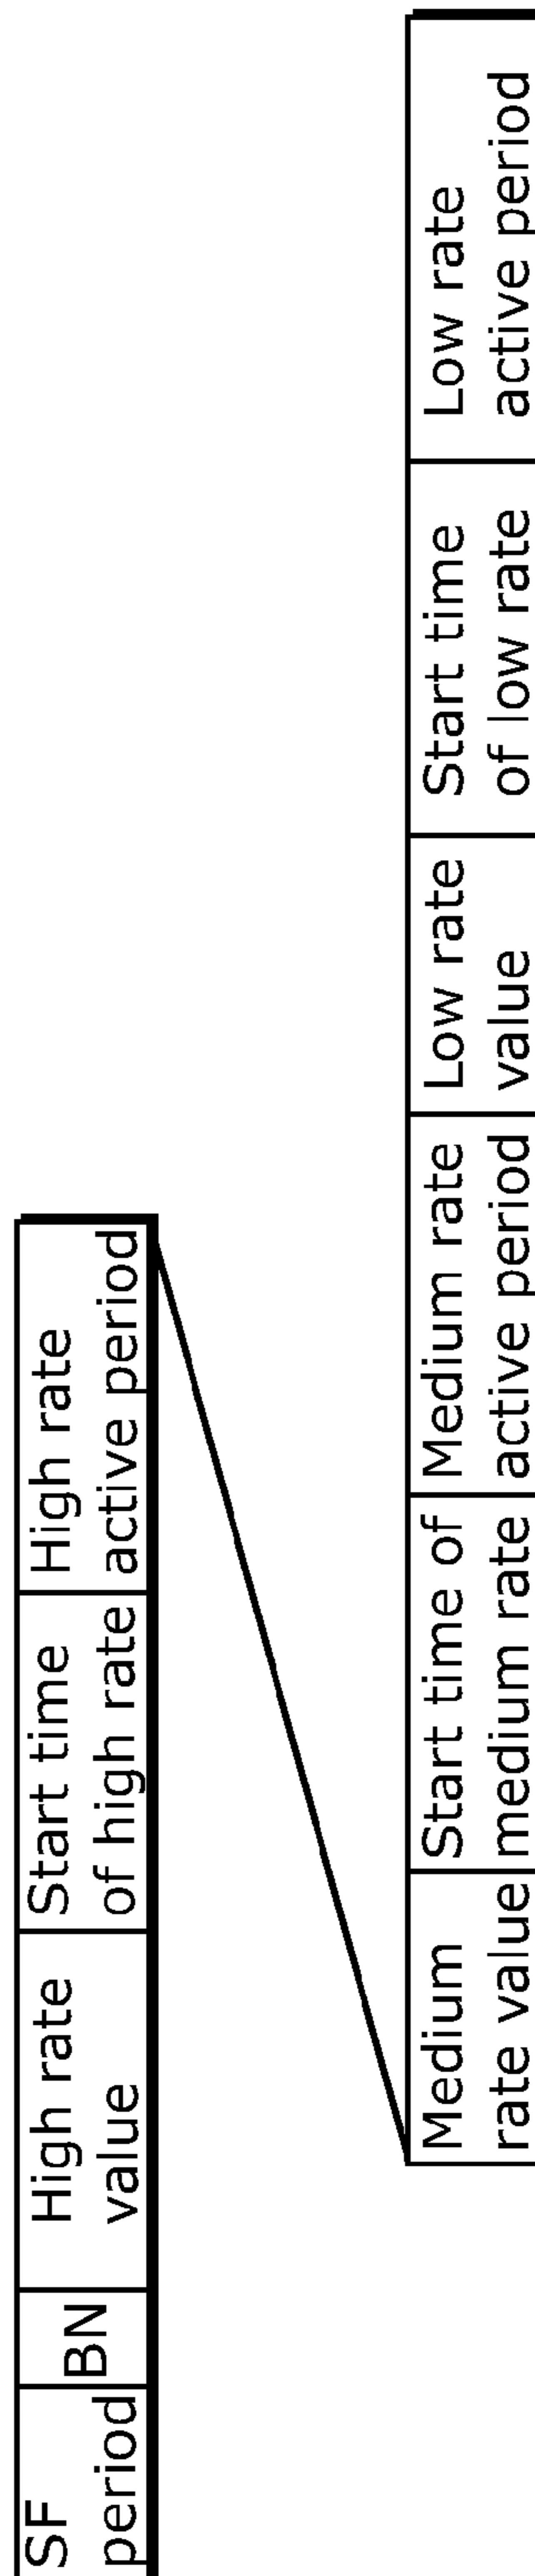 SF
period
BN
High rate
value
Start time
of high rate
High rate
active period
Medium
rate value
Start time of
medium rate
Medium rate
active period
Low rate
value
Start time
of low rate
Low rate
active period